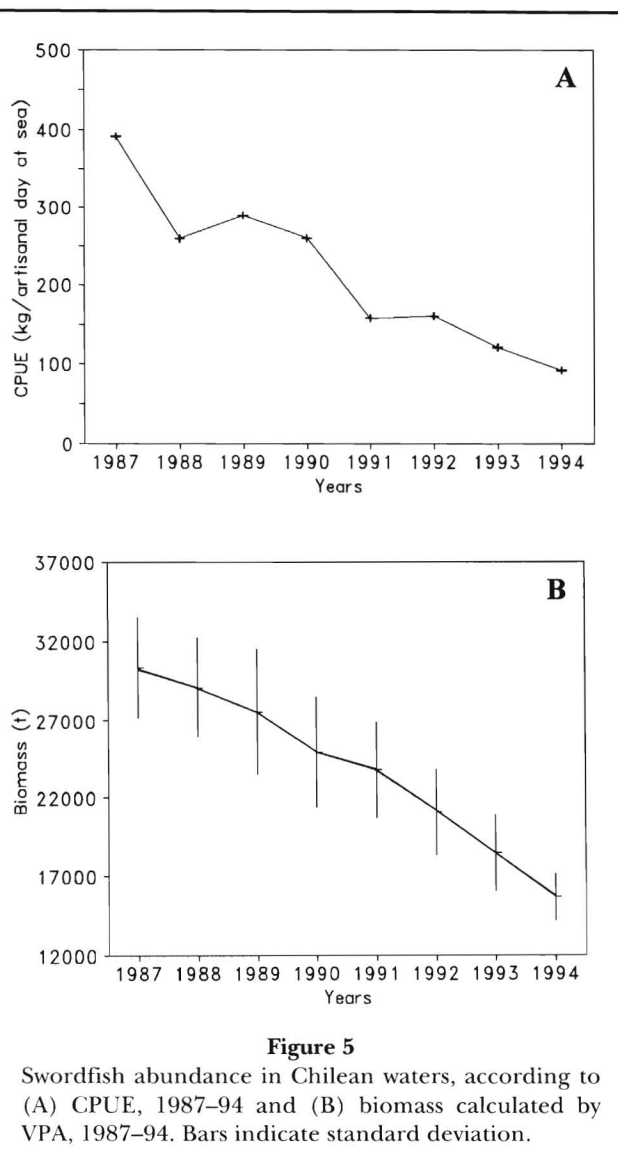 A
500
400
300
200
100
0
CPUE (kg/artisanal day at sea)
1987 1988 1989 1990 1991 1992 1993 1994
Years
B
37000
32000
27000
22000
17000
12000
Biomass (t)
1987 1988 1989 1990 1991 1992 1993 1994
Years
Figure 5
Swordfish abundance in Chilean waters, according to
(A) CPUE, 1987–94 and (B) biomass calculated by
VPA, 1987–94. Bars indicate standard deviation.